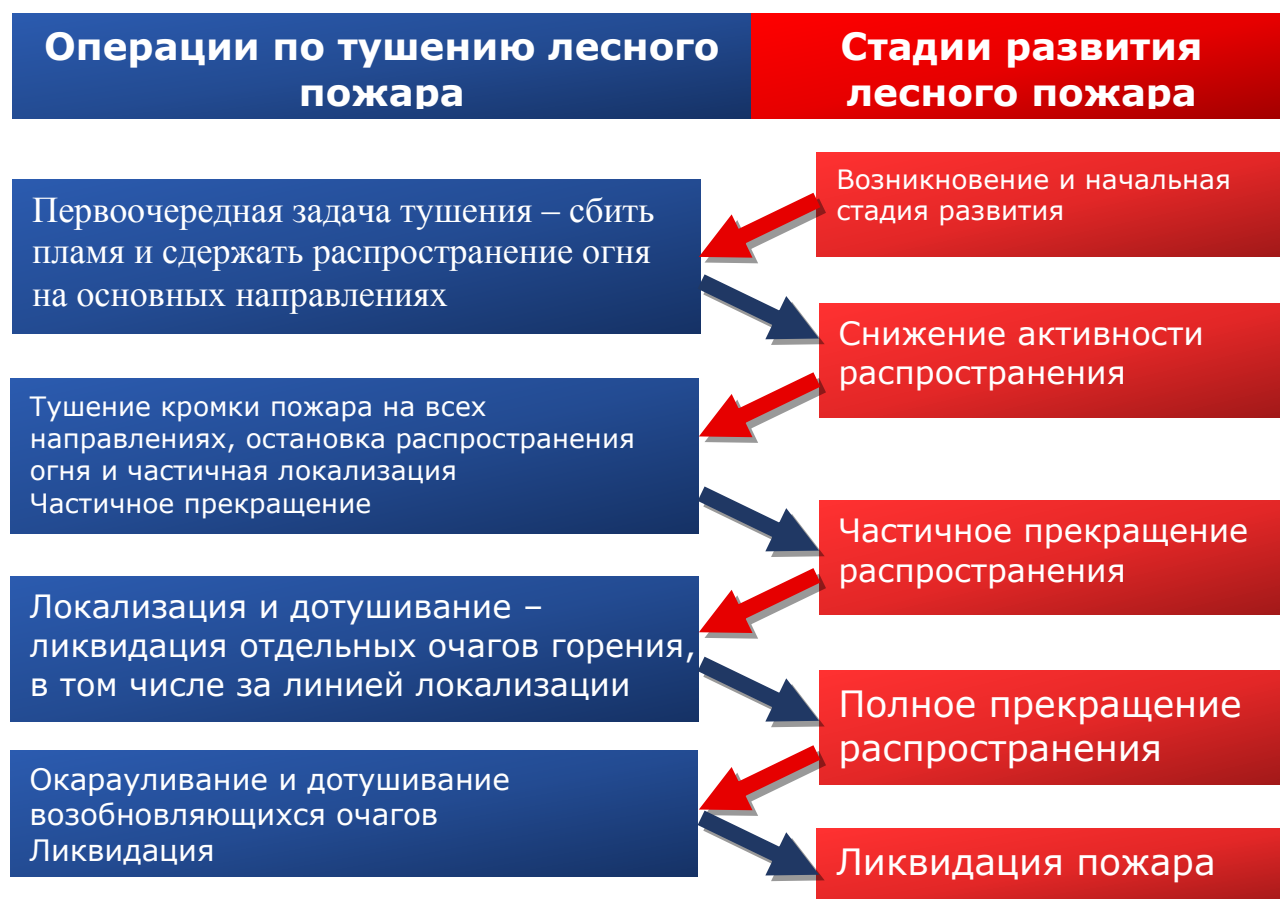 Операции по тушению лесного
пожара
Стадии развития
лесного пожара
Возникновение и начальная
стадия развития
Первоочередная задача тушения – сбить
пламя и сдержать распространение огня
на основных направлениях
Снижение активности
распространения
Тушение кромки пожара на всех
направлениях, остановка распространения
огня и частичная локализация
Частичное прекращение
Частичное прекращение
распространения
Локализация и дотушивание –
ликвидация отдельных очагов горения,
в том числе за линией локализации
Полное прекращение
распространения
Окарауливание и дотушивание
возобновляющихся очагов
Ликвидация
Ликвидация пожара